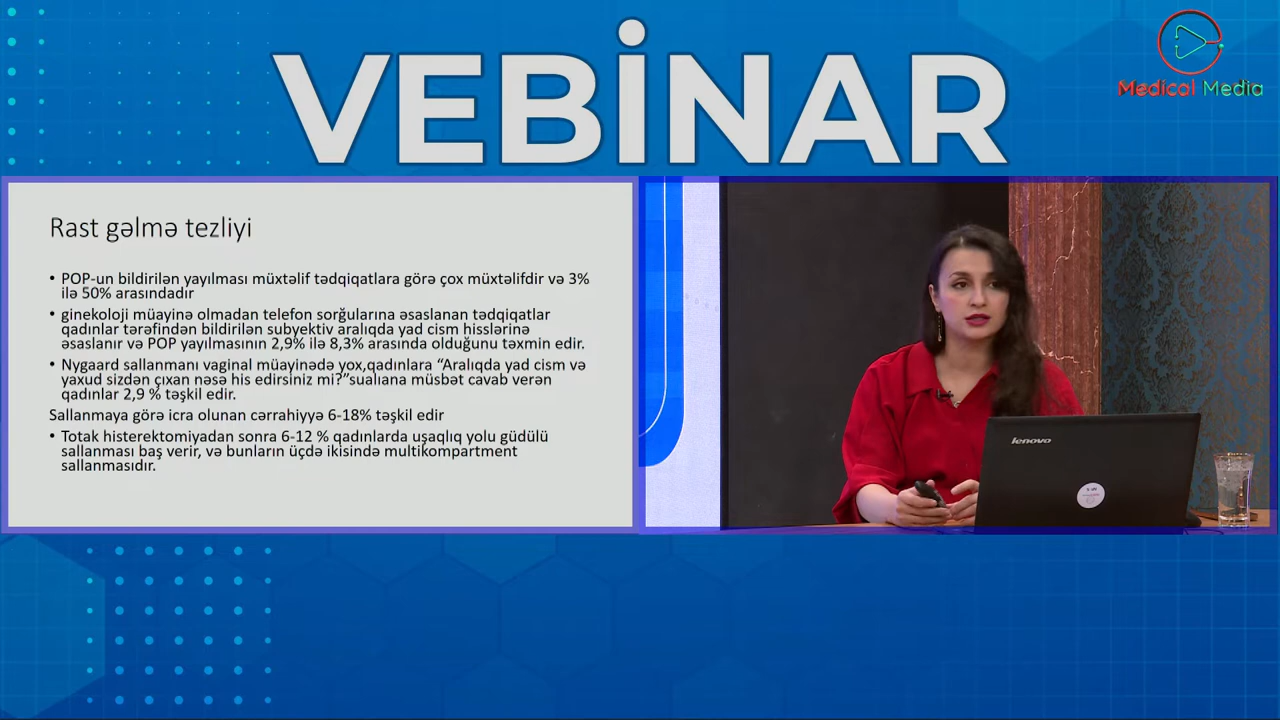 VEBİNAR
Medical Media
Rast gəlmə tezliyi
• POP-un bildirilən yayılması müxtəlif tədqiqatlara görə çox müxtəlifdir və 3%
ilə 50% arasındadır
• ginekoloji müayinə olmadan telefon sorğularına əsaslanan tədqiqatlar
qadınlar tərəfindən bildirilən subyektiv aralıqda yad cism hisslərinə
əsaslanır və POP yayılmasının 2,9% ilə 8,3% arasında olduğunu təxmin edir.
• Nygaard sallanmanı vaginal müayinədə yox,qadınlara “Aralıqda yad cism və
yaxud sizdən çıxan nəsə his edirsiniz mi?”sualıana müsbət cavab verən
qadınlar 2,9 % təşkil edir.
Sallanmaya görə icra olunan cərrahiyyə 6-18% təşkil edir
• Totak histerektomiyadan sonra 6-12 % qadınlarda uşaqlıq yolu güdülü
sallanması baş verir, və bunların üçdə ikisində multikompartment
sallanmasıdır.
lenovo